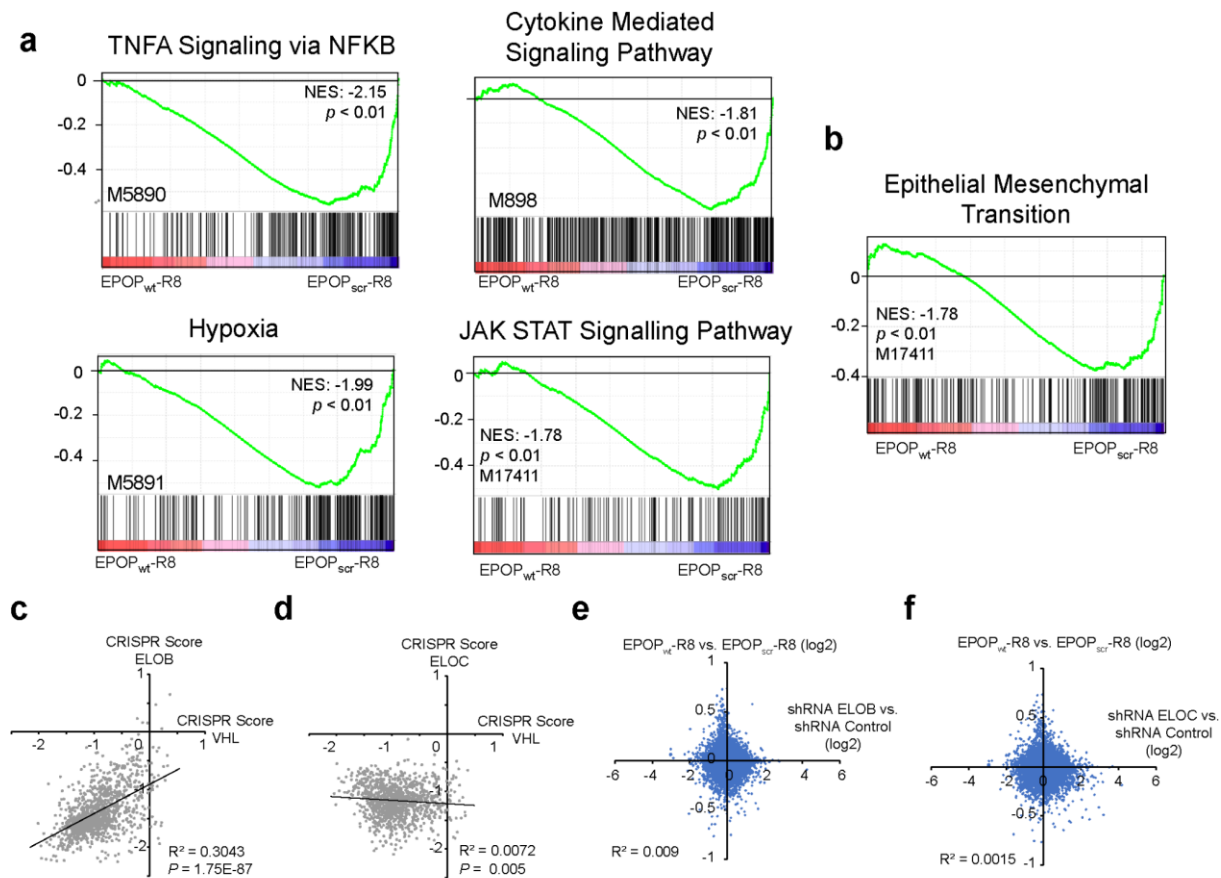 a
TNFA Signaling via NFKB
0
-0.2
-0.4
NES: -2.15
p < 0.01
M5890
EPOPwt-R8
EPOPscr-R8
Cytokine Mediated
Signaling Pathway
NES: -1.81
p < 0.01
M898
EPOPwt-R8
EPOPscr-R8
Hypoxia
0
-0.2
-0.4
NES: -1.99
p < 0.01
M5891
EPOPwt-R8
EPOPscr-R8
JAK STAT Signalling Pathway
0
-0.2
-0.4
NES: -1.78
p < 0.01
M17411
EPOPwt-R8
EPOPscr-R8
b
Epithelial Mesenchymal
Transition
0
-0.2
-0.4
NES: -1.78
p < 0.01
M17411
EPOPwt-R8
EPOPscr-R8
c
CRISPR Score
ELOB
1
CRISPR Score
VHL
-2
-1
0
1
-1
-2
R² = 0.3043
P = 1.75E-87
d
CRISPR Score
ELOC
1
CRISPR Score
VHL
-2
-1
0
1
-1
-2
R² = 0.0072
P = 0.005
e
EPOPwt-R8 vs. EPOPscr-R8 (log2)
1
0.5
shRNA ELOB vs.
shRNA Control
(log2)
0
-6 -4 -2 0 2 4 6
-0.5
-1
R² = 0.009
f
EPOPwt-R8 vs. EPOPscr-R8 (log2)
1
0.5
shRNA ELOC vs.
shRNA Control
(log2)
0
-6 -4 -2 0 2 4 6
-0.5
-1
R² = 0.0015